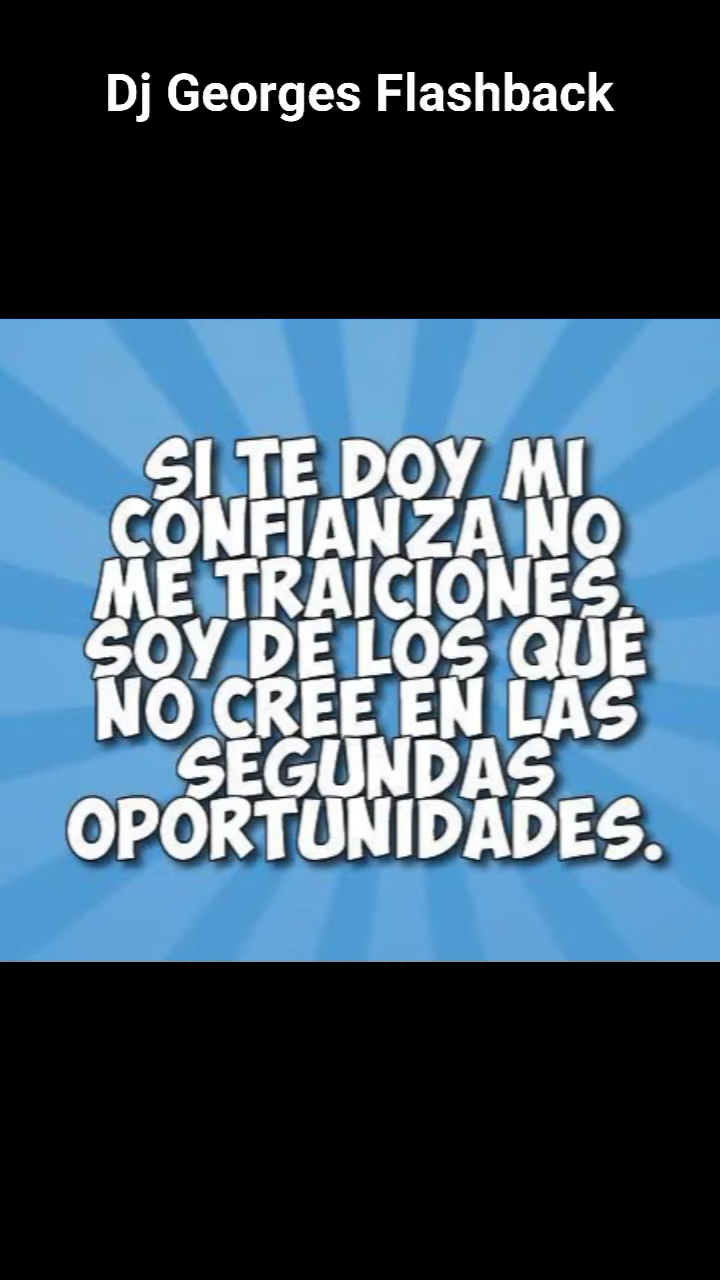 Dj Georges Flashback
SI TE DOY MI
CONFIANZA NO
ME TRAICIONES.
SOY DE LOS QUE
NO CREE EN LAS
SEGUNDAS
OPORTUNIDADES.